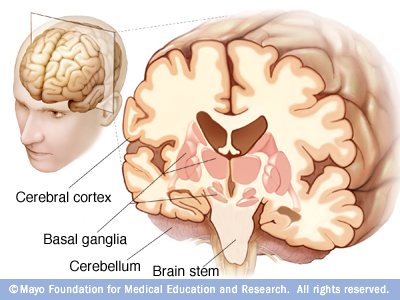 Cerebral cortex
Basal ganglia
Cerebellum
Brain stem
©Mayo Foundation for Medical Education and Research. All rights reserved.